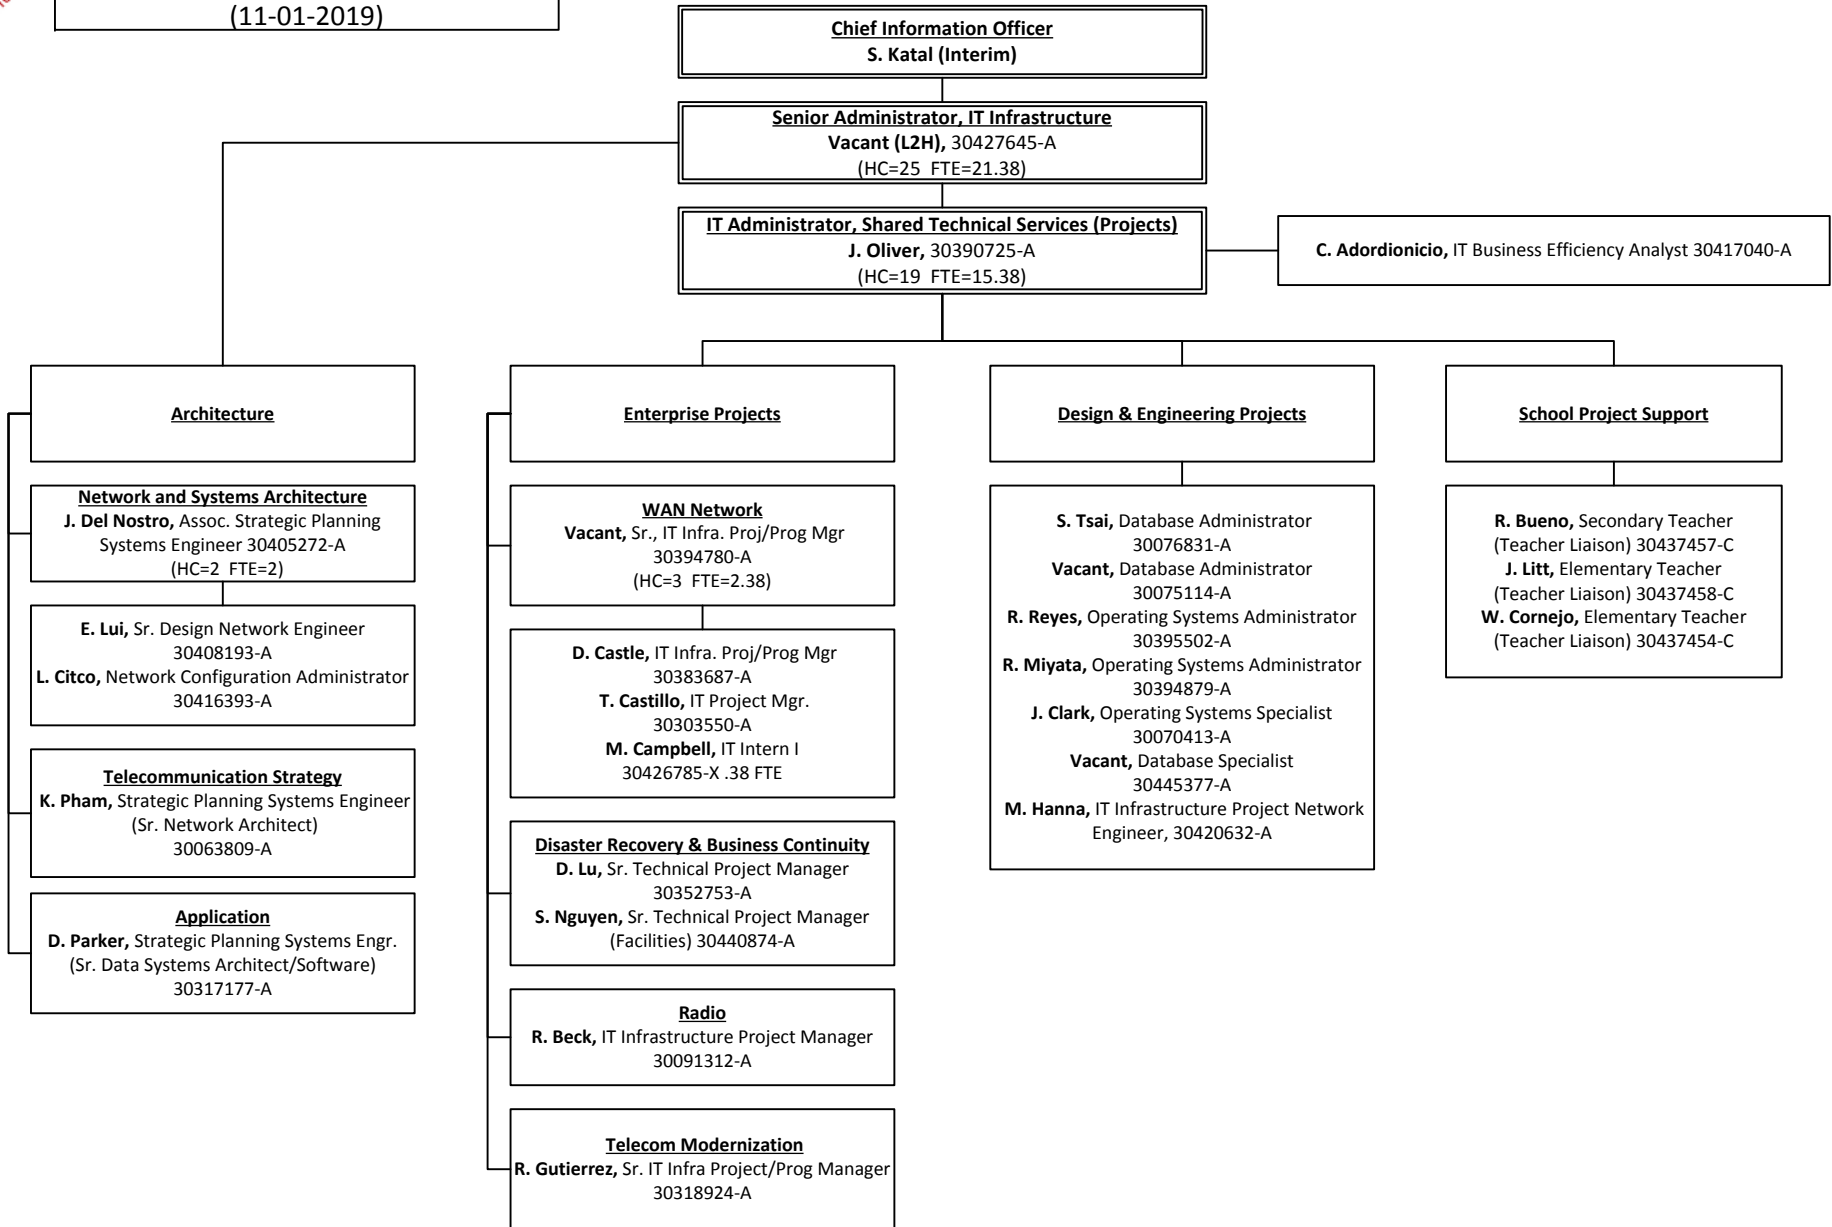 (11-01-2019)
Chief Information Officer
S. Katal (Interim)
Senior Administrator, IT Infrastructure
Vacant (L2H), 30427645-A
(HC=25 FTE=21.38)
IT Administrator, Shared Technical Services (Projects)
J. Oliver, 30390725-A
(HC=19 FTE=15.38)
C. Adordionicio, IT Business Efficiency Analyst 30417040-A
Architecture
Network and Systems Architecture
J. Del Nostro, Assoc. Strategic Planning
Systems Engineer 30405272-A
(HC=2 FTE=2)
E. Lui, Sr. Design Network Engineer
30408193-A
L. Citco, Network Configuration Administrator
30416393-A
Telecommunication Strategy
K. Pham, Strategic Planning Systems Engineer
(Sr. Network Architect)
30063809-A
Application
D. Parker, Strategic Planning Systems Engr.
(Sr. Data Systems Architect/Software)
30317177-A
Enterprise Projects
WAN Network
Vacant, Sr., IT Infra. Proj/Prog Mgr
30394780-A
(HC=3 FTE=2.38)
D. Castle, IT Infra. Proj/Prog Mgr
30383687-A
T. Castillo, IT Project Mgr.
30303550-A
M. Campbell, IT Intern I
30426785-X .38 FTE
Disaster Recovery & Business Continuity
D. Lu, Sr. Technical Project Manager
30352753-A
S. Nguyen, Sr. Technical Project Manager
(Facilities) 30440874-A
Radio
R. Beck, IT Infrastructure Project Manager
30091312-A
Telecom Modernization
R. Gutierrez, Sr. IT Infra Project/Prog Manager
30318924-A
Design & Engineering Projects
S. Tsai, Database Administrator
30076831-A
Vacant, Database Administrator
30075114-A
R. Reyes, Operating Systems Administrator
30395502-A
R. Miyata, Operating Systems Administrator
30394879-A
J. Clark, Operating Systems Specialist
30070413-A
Vacant, Database Specialist
30445377-A
M. Hanna, IT Infrastructure Project Network
Engineer, 30420632-A
School Project Support
R. Bueno, Secondary Teacher
(Teacher Liaison) 30437457-C
J. Litt, Elementary Teacher
(Teacher Liaison) 30437458-C
W. Cornejo, Elementary Teacher
(Teacher Liaison) 30437454-C